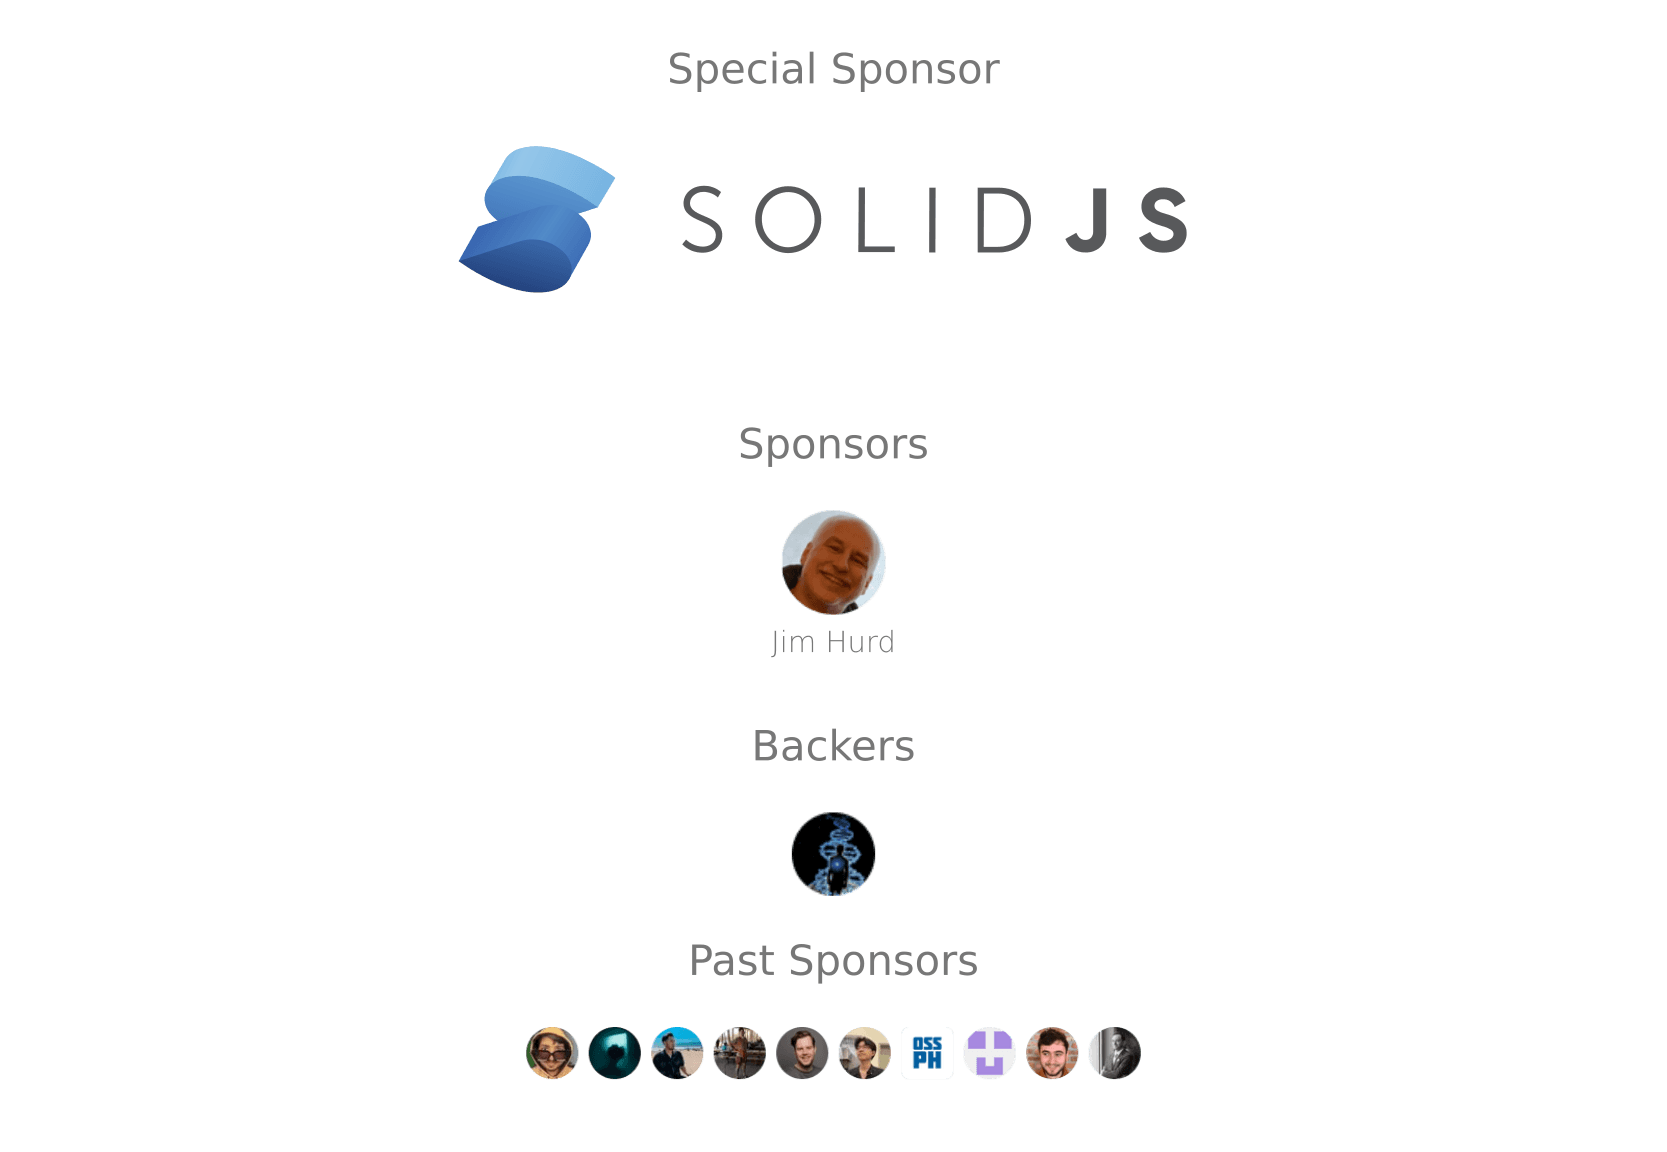 Special Sponsor
SOLIDJS
Sponsors
Jim Hurd
Backers
Past Sponsors
OSS
PH